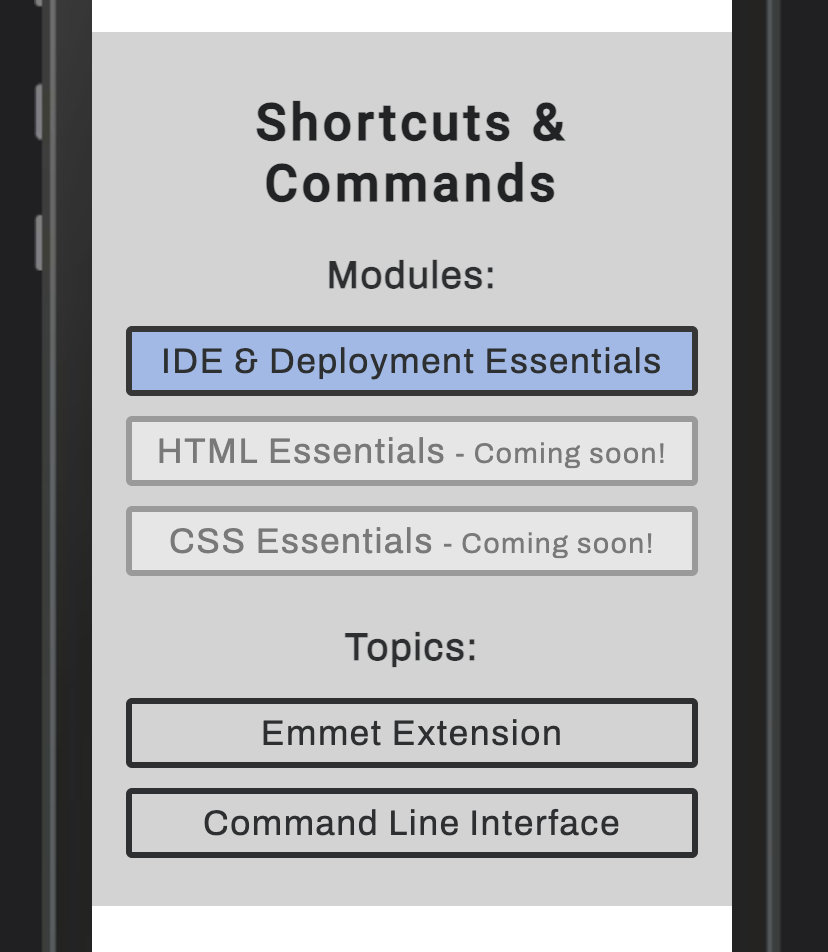 Shortcuts &
Commands
Modules:
IDE & Deployment Essentials
HTML Essentials - Coming soon!
CSS Essentials - Coming soon!
Topics:
Emmet Extension
Command Line Interface